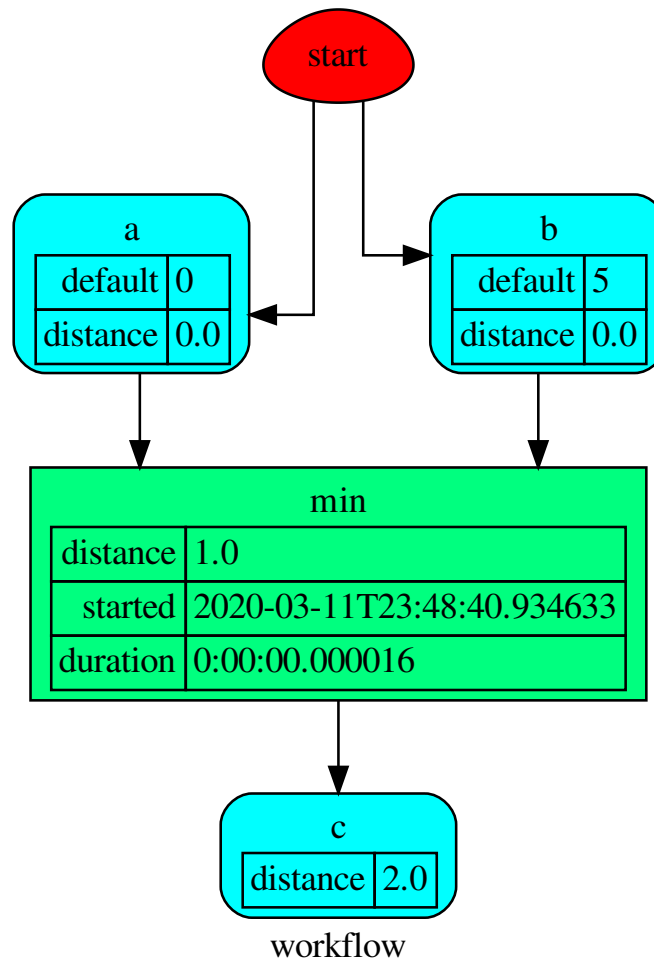 start
a
default 0
distance 0.0
b
default 5
distance 0.0
min
distance 1.0
started 2020-03-11T23:48:40.934633
duration 0:00:00.000016
c
distance 2.0
workflow